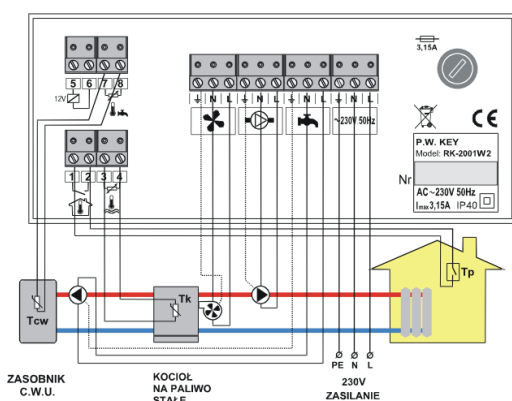 3,15A
5 6 7 8
12V
1 2 3 4
N L N L N L N L
~230V 50Hz
P.W. KEY
Model: RK-2001W2
Nr
AC~230V 50Hz
Imax3,15A IP40
Tp
Tcw
Tk
PE N L
ZASOBNIK
C.W.U.
KOCIOŁ
NA PALIWO
STAŁE
230V
ZASILANIE